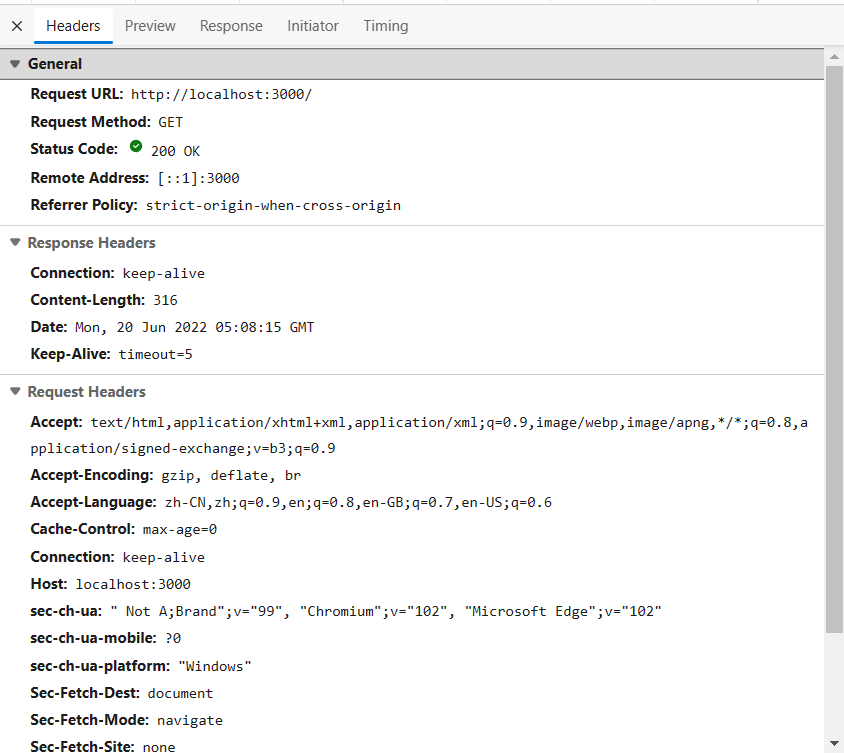 Headers Preview Response Initiator Timing
General
Request URL: http://localhost:3000/
Request Method: GET
Status Code: 200 OK
Remote Address: [::1]:3000
Referrer Policy: strict-origin-when-cross-origin
Response Headers
Connection: keep-alive
Content-Length: 316
Date: Mon, 20 Jun 2022 05:08:15 GMT
Keep-Alive: timeout=5
Request Headers
Accept: text/html,application/xhtml+xml,application/xml;q=0.9,image/webp,image/apng,*/*;q=0.8,a
pplication/signed-exchange;v=b3;q=0.9
Accept-Encoding: gzip, deflate, br
Accept-Language: zh-CN,zh;q=0.9,en;q=0.8,en-GB;q=0.7,en-US;q=0.6
Cache-Control: max-age=0
Connection: keep-alive
Host: localhost:3000
sec-ch-ua: " Not A;Brand";v="99", "Chromium";v="102", "Microsoft Edge";v="102"
sec-ch-ua-mobile: ?0
sec-ch-ua-platform: "Windows"
Sec-Fetch-Dest: document
Sec-Fetch-Mode: navigate
Sec-Fetch-Site: none